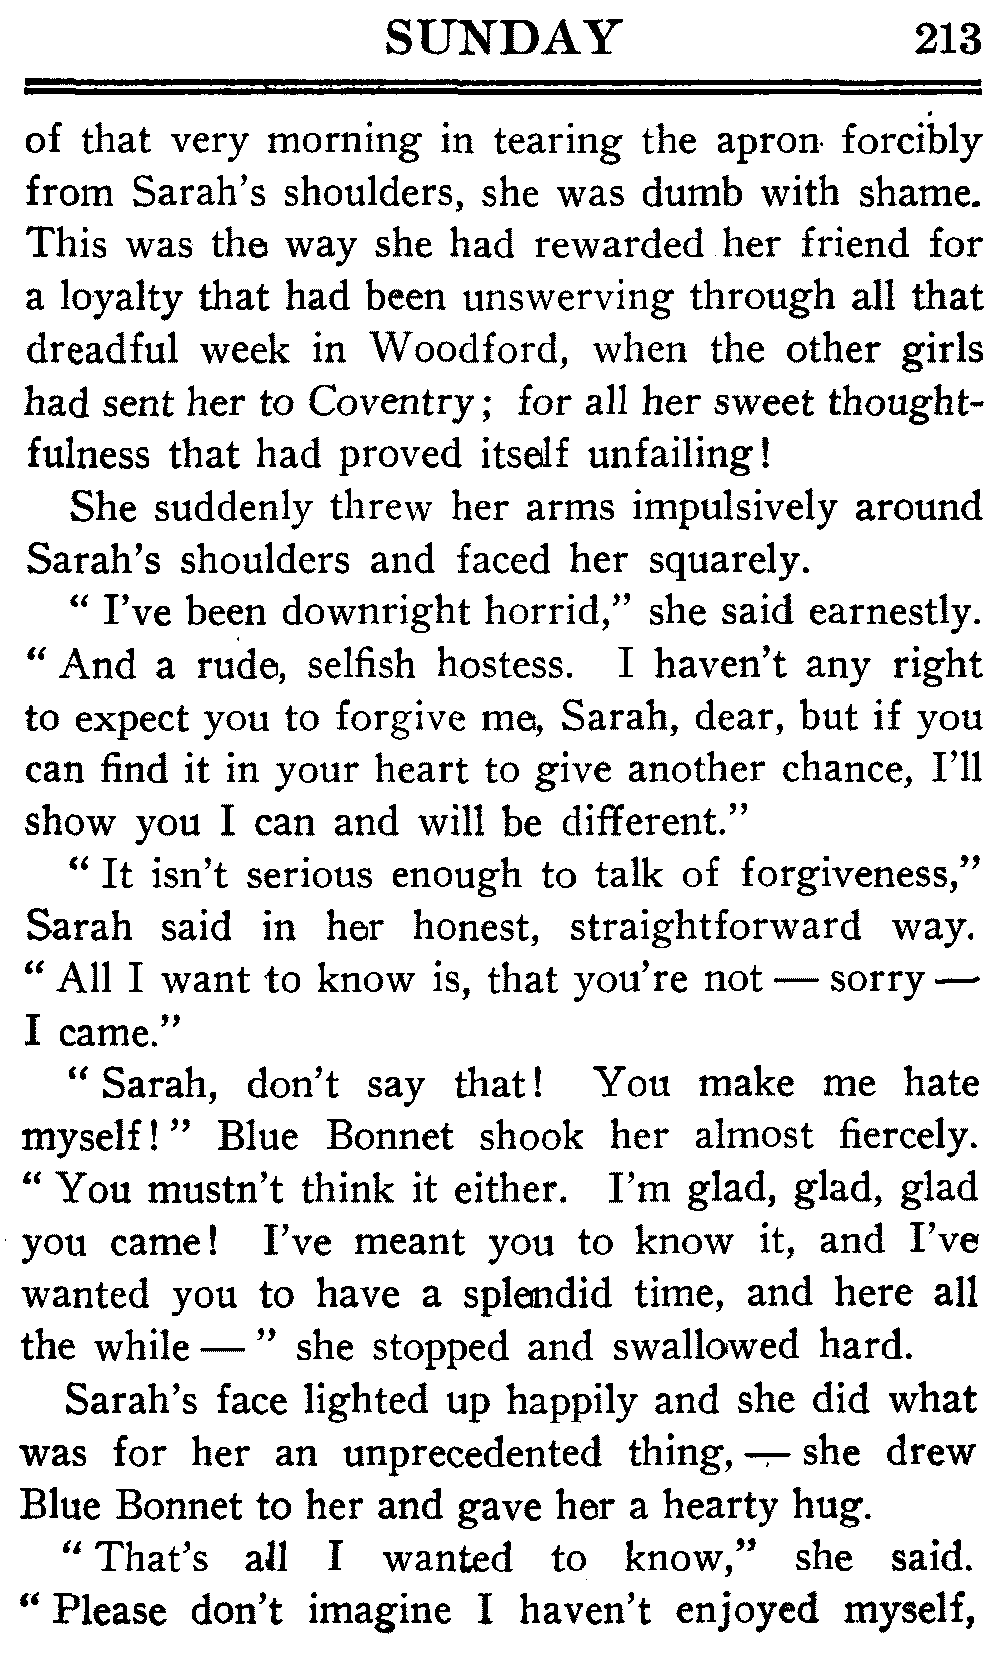 SUNDAY 213
of that very morning in tearing the apron forcibly
from Sarah's shoulders, she was dumb with shame.
This was the way she had rewarded her friend for
a loyalty that had been unswerving through all that
dreadful week in Woodford, when the other girls
had sent her to Coventry; for all her sweet thought-
fulness that had proved itself unfailing!
She suddenly threw her arms impulsively around
Sarah's shoulders and faced her squarely.
“ I've been downright horrid,” she said earnestly.
“ And a rude, selfish hostess. I haven't any right
to expect you to forgive me, Sarah, dear, but if you
can find it in your heart to give another chance, I'll
show you I can and will be different.”
“ It isn't serious enough to talk of forgiveness,”
Sarah said in her honest, straightforward way.
“ All I want to know is, that you're not — sorry —
I came.”
“ Sarah, don't say that! You make me hate
myself! ” Blue Bonnet shook her almost fiercely.
“ You mustn't think it either. I'm glad, glad, glad
you came! I've meant you to know it, and I've
wanted you to have a splendid time, and here all
the while — ” she stopped and swallowed hard.
Sarah's face lighted up happily and she did what
was for her an unprecedented thing, — she drew
Blue Bonnet to her and gave her a hearty hug.
“ That's all I wanted to know,” she said.
“ Please don't imagine I haven't enjoyed myself,